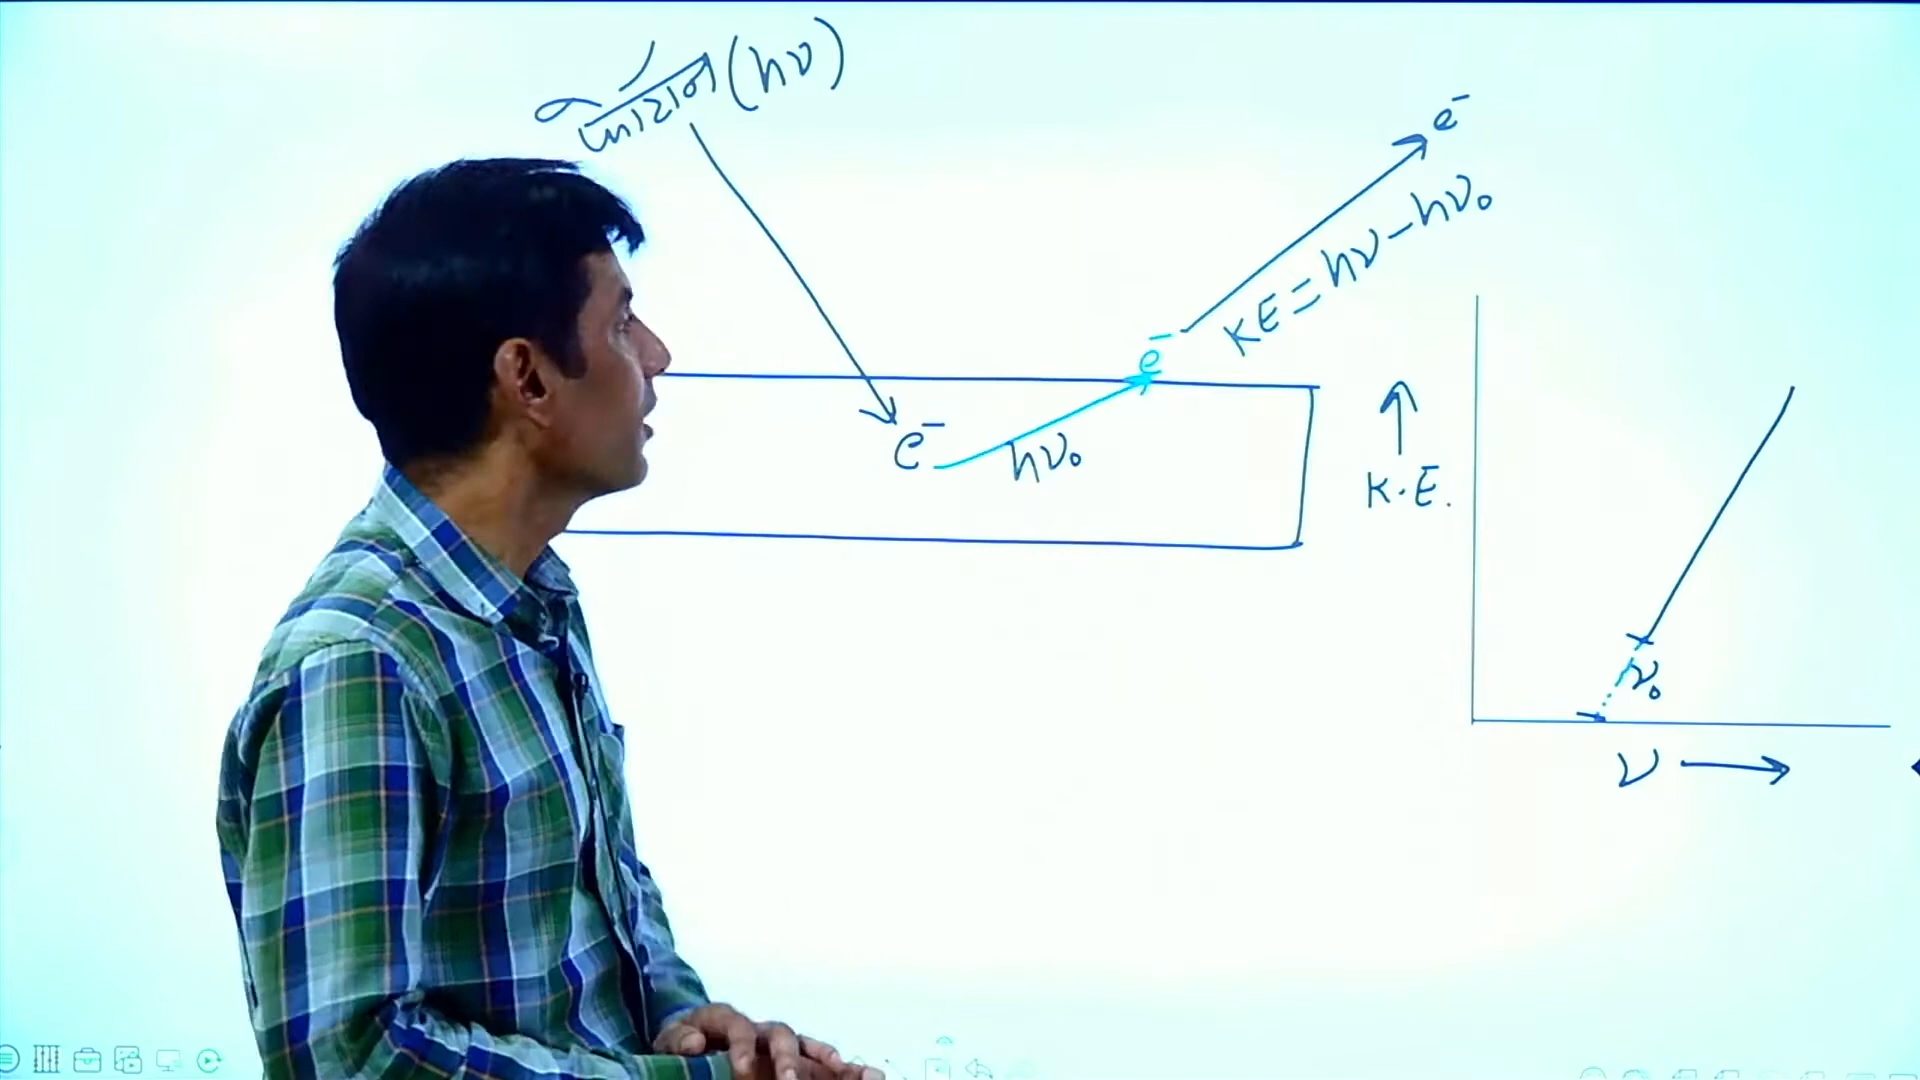 (hν)
e⁻
KE = hν - hν₀
e⁻
e⁻
hν₀
K.E.
ν₀
ν